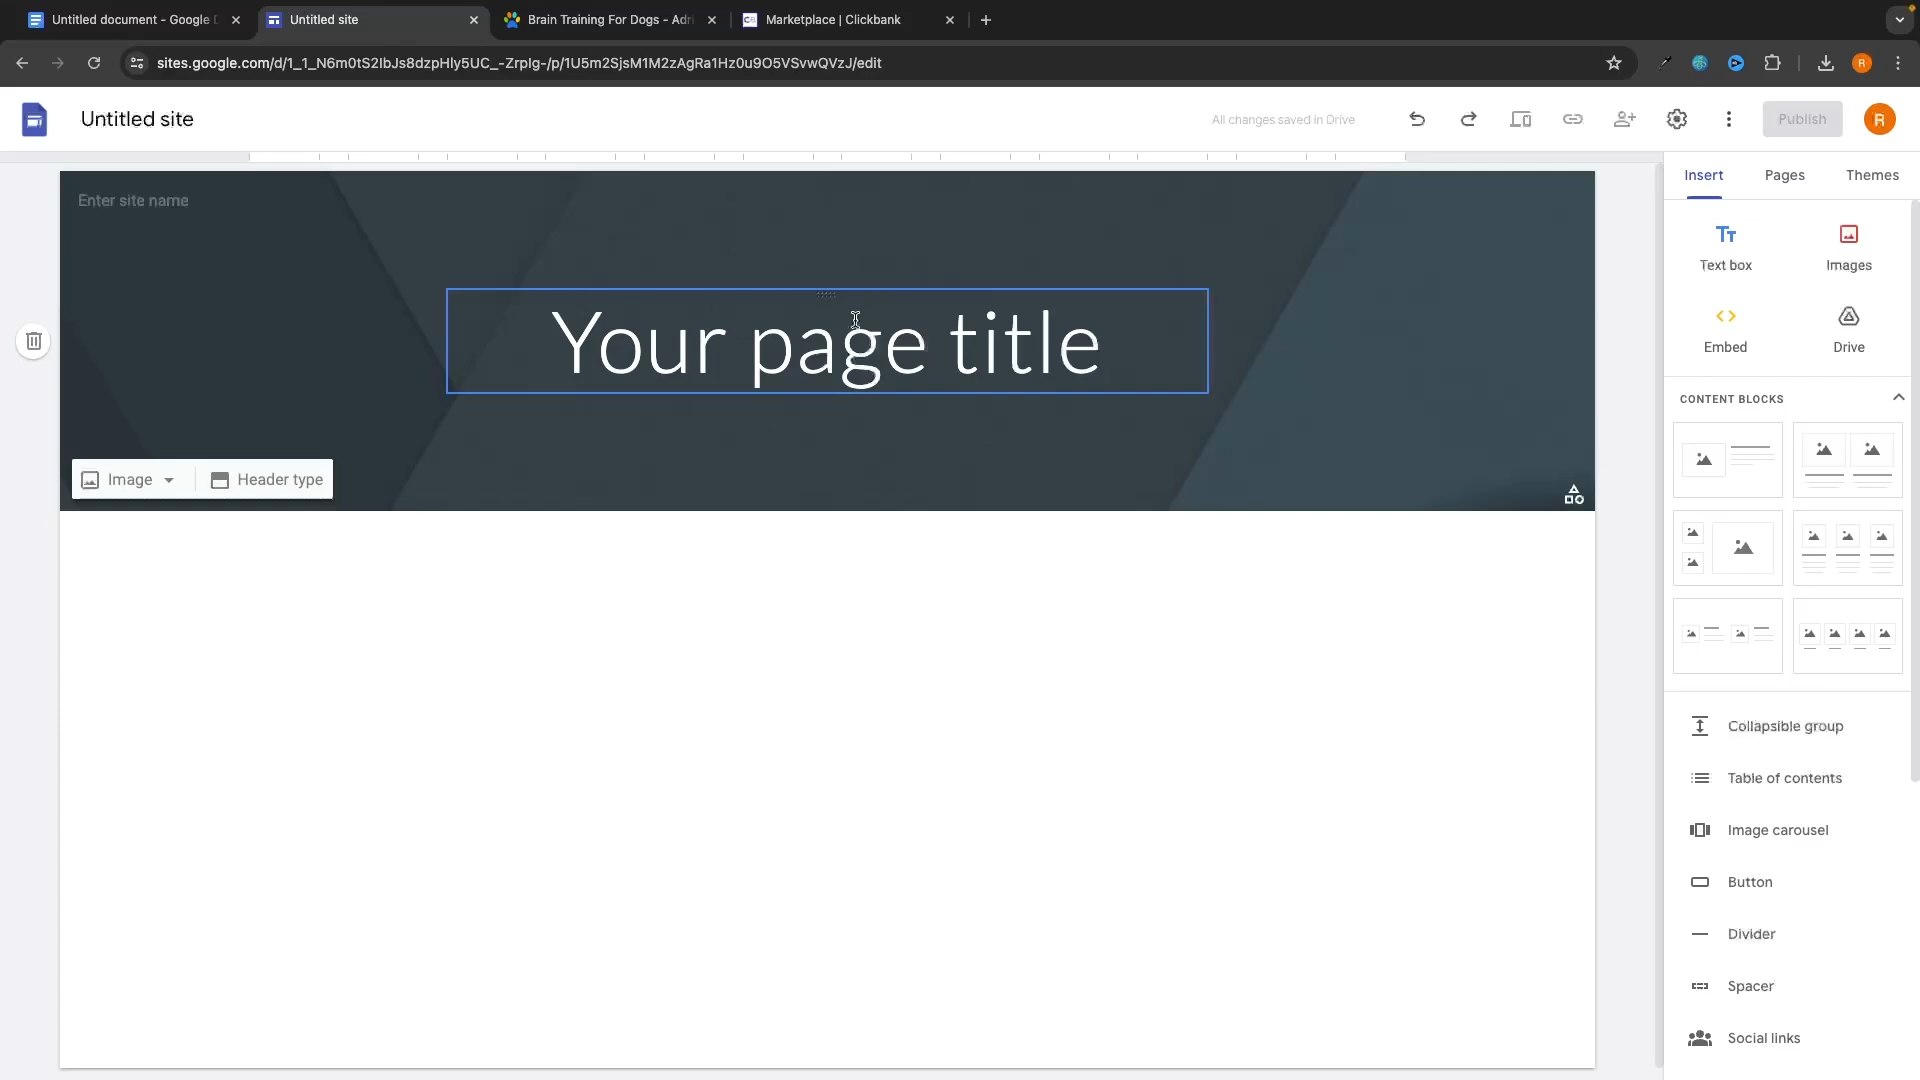 Untitled document - Google D
Untitled site
Brain Training For Dogs - Adri
Marketplace | Clickbank
sites.google.com/d/1_1_N6m0tS2IbJs8dzpHly5UC_-Zrplg-/p/1U5m2SjsM1M2zAgRa1Hz0u9O5VSvwQVzJ/edit
R
Untitled site
All changes saved in Drive
Publish
R
Enter site name
Your page title
Image
Header type
Insert
Pages
Themes
Text box
Images
Embed
Drive
CONTENT BLOCKS
Collapsible group
Table of contents
Image carousel
Button
Divider
Spacer
Social links